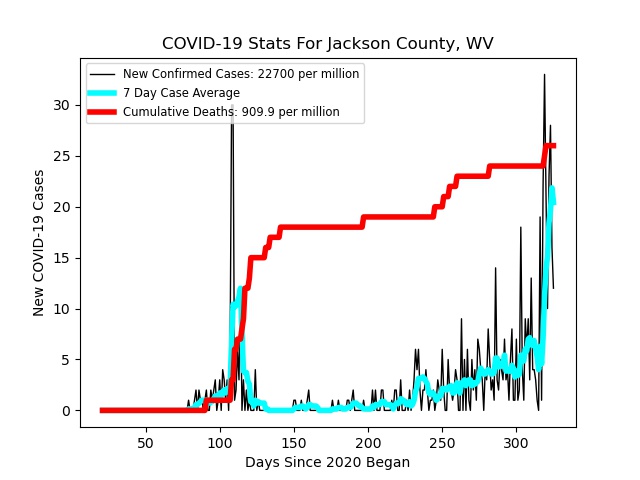 COVID-19 Stats For Jackson County, WV
New Confirmed Cases: 22700 per million
7 Day Case Average
Cumulative Deaths: 909.9 per million
New COVID-19 Cases
30
25
20
15
10
5
0
50 100 150 200 250 300
Days Since 2020 Began